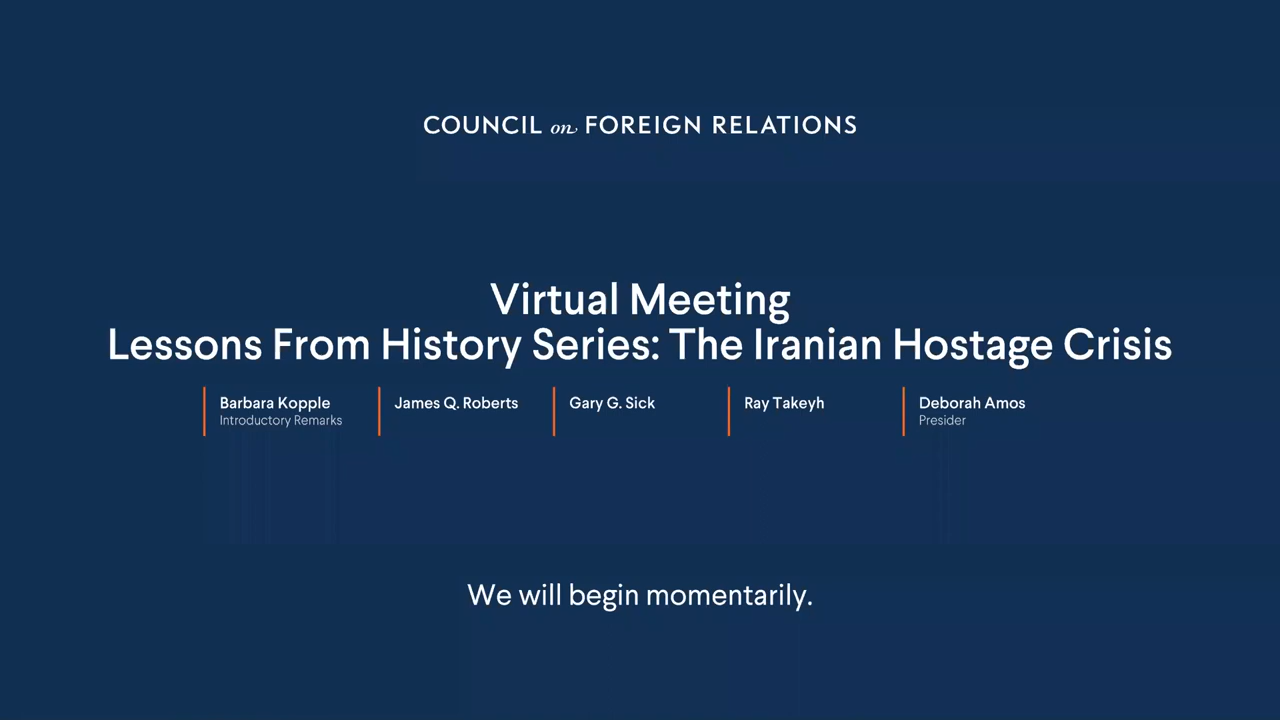 COUNCIL on FOREIGN RELATIONS
Virtual Meeting
Lessons From History Series: The Iranian Hostage Crisis
Barbara Kopple
Introductory Remarks
James Q. Roberts
Gary G. Sick
Ray Takeyh
Deborah Amos
Presider
We will begin momentarily.